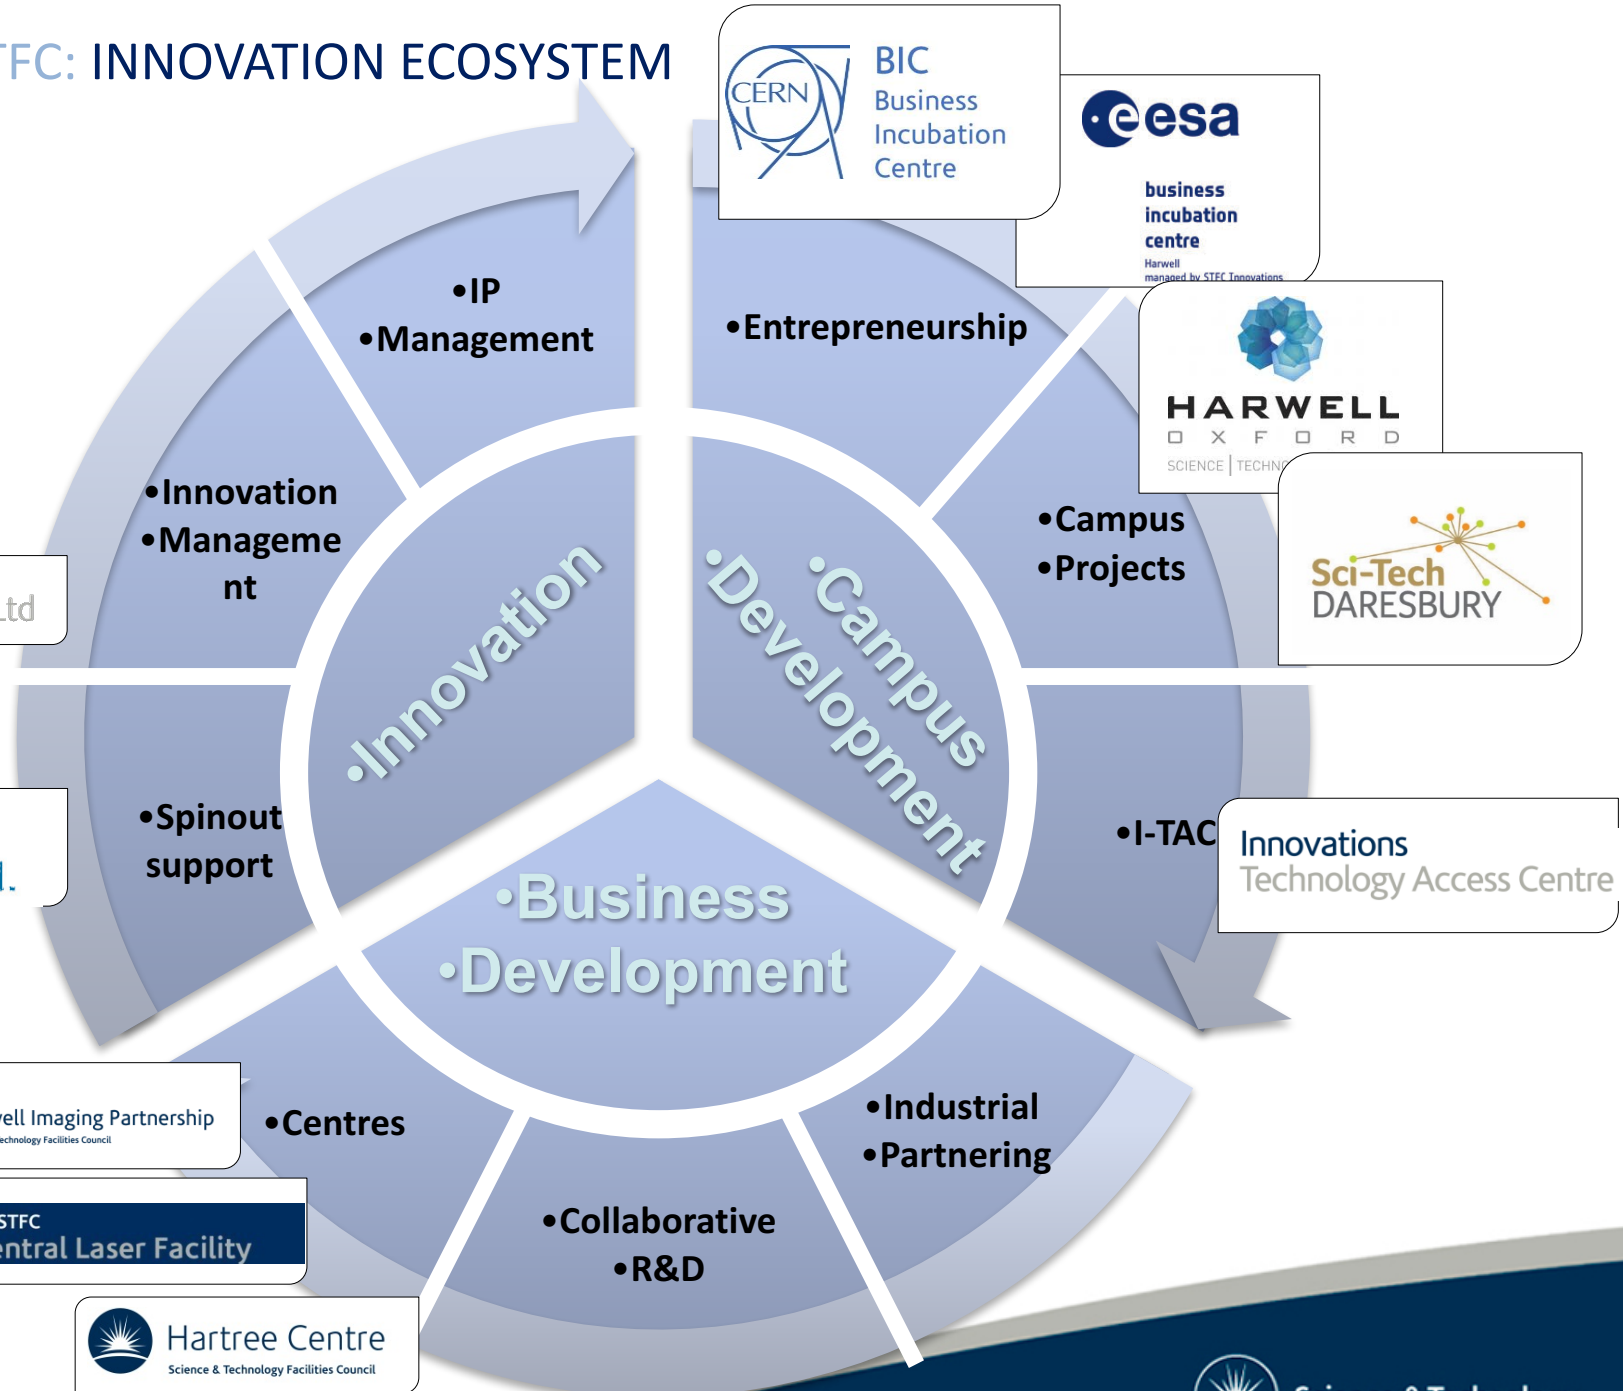 TFC: INNOVATION ECOSYSTEM
CERN
BIC
Business
Incubation
Centre
esa
business
incubation
centre
Harwell
managed by STFC Innovations
HARWELL
OXFORD
SCIENCE | TECHNO
Sci-Tech
DARESBURY
•IP
•Management
•Entrepreneurship
•Innovation
•Manageme
nt
•Campus
•Projects
Ltd
•Innovation
•Campus
•Development
•Spinout
support
•I-TAC
Innovations
Technology Access Centre
•Business
•Development
•Centres
•Industrial
•Partnering
•Collaborative
•R&D
ell Imaging Partnership
echnology Facilities Council
STFC
entral Laser Facility
Hartree Centre
Science & Technology Facilities Council